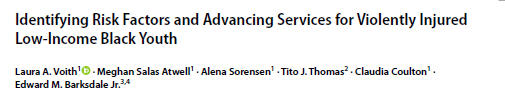 Identifying Risk Factors and Advancing Services for Violently Injured
Low-Income Black Youth
Laura A. Voith¹ · Meghan Salas Atwell¹ · Alena Sorensen¹ · Tito J. Thomas² · Claudia Coulton¹ ·
Edward M. Barksdale Jr.³,⁴